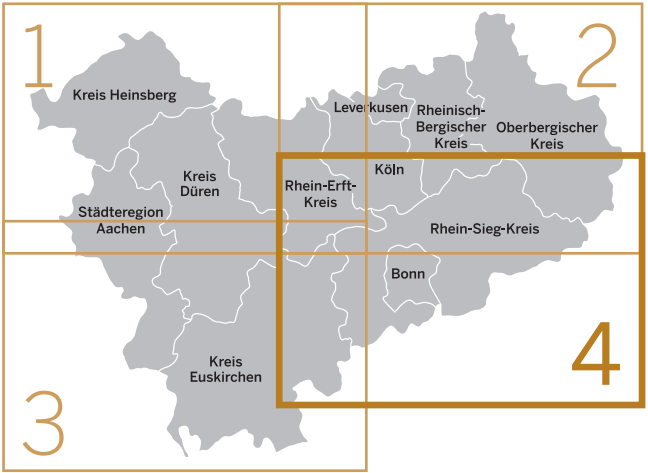 1
2
Kreis Heinsberg
Leverkusen
Rheinisch-
Bergischer
Kreis
Oberbergischer
Kreis
Kreis
Düren
Rhein-Erft-
Kreis
Köln
Städteregion
Aachen
Rhein-Sieg-Kreis
Bonn
Kreis
Euskirchen
3
4